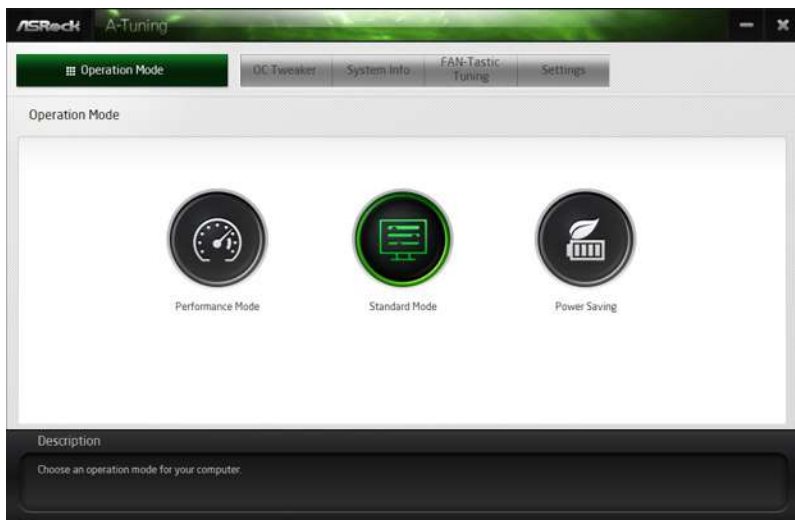 ASRock A-Tuning
Operation Mode
OC Tweaker
System Info
FAN-Tastic
Tuning
Settings
Operation Mode
Performance Mode
Standard Mode
Power Saving
Description
Choose an operation mode for your computer.